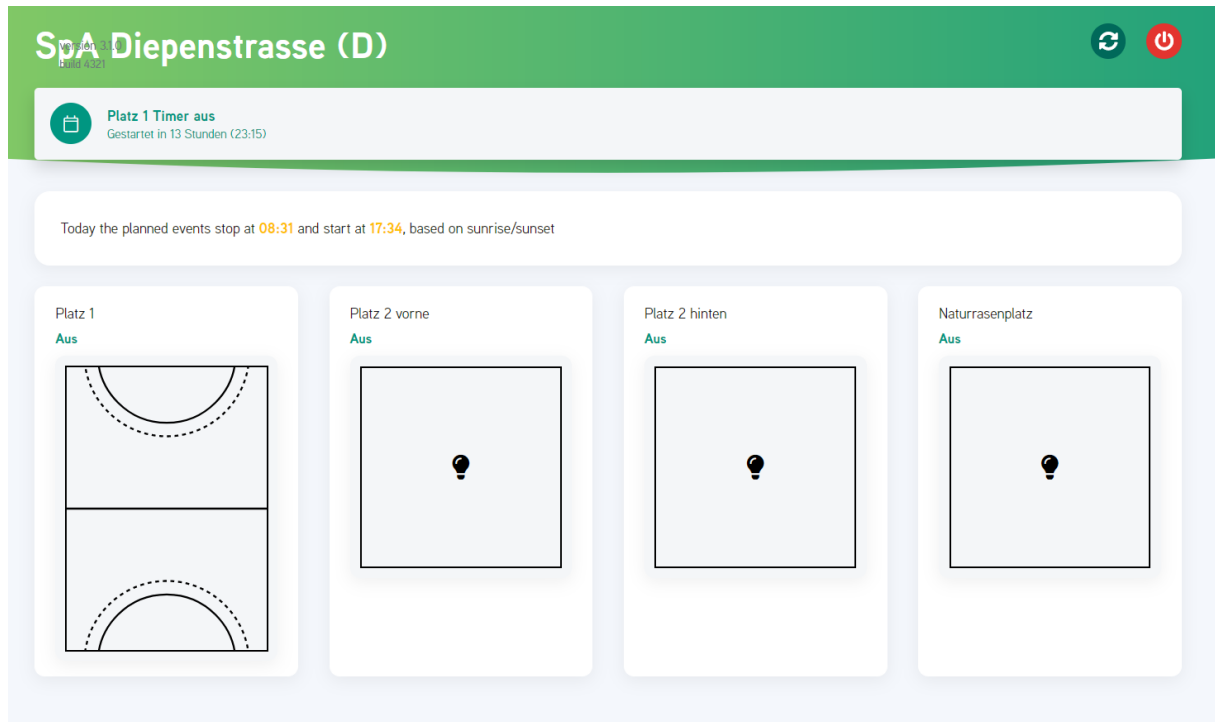 SpA Diepenstrasse (D)
version 3.1.0
build 4321
Platz 1 Timer aus
Gestartet in 13 Stunden (23:15)
Today the planned events stop at 08:31 and start at 17:34, based on sunrise/sunset
Platz 1
Aus
Platz 2 vorne
Aus
Platz 2 hinten
Aus
Naturrasenplatz
Aus